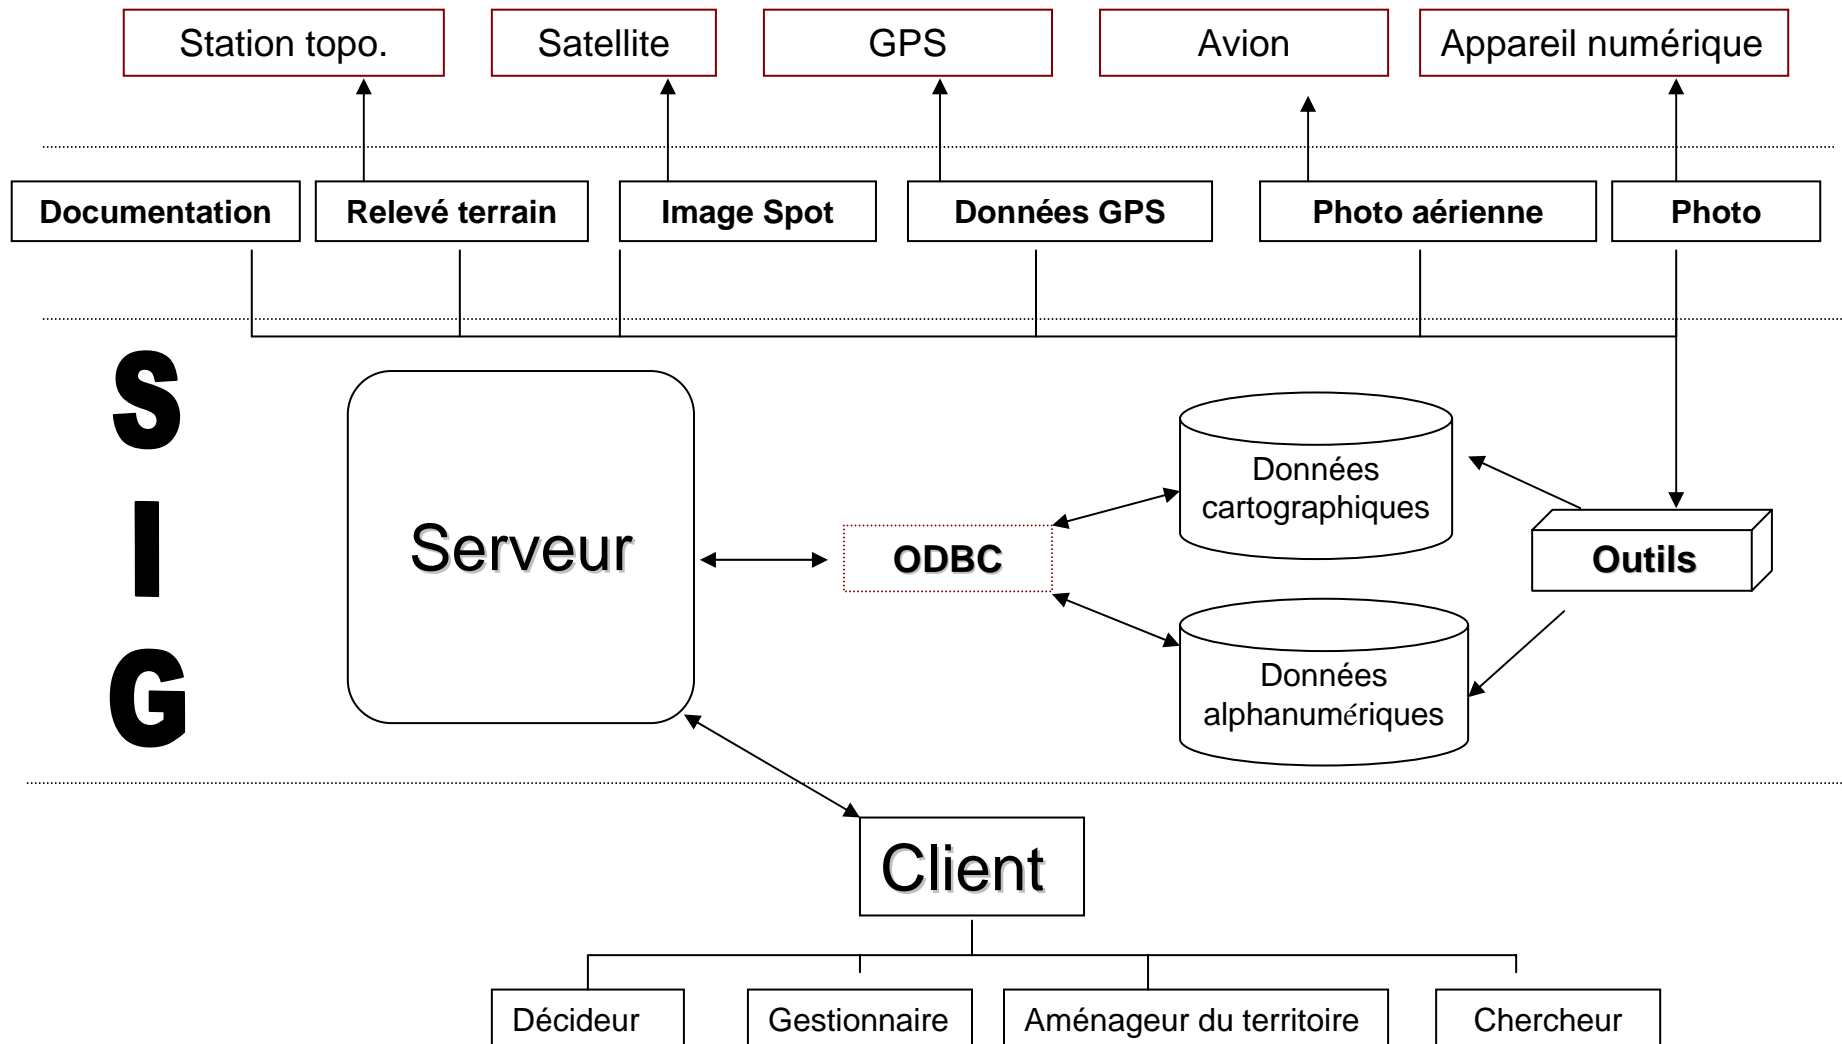 Station topo.
Satellite
GPS
Avion
Appareil numérique
Documentation
Relevé terrain
Image Spot
Données GPS
Photo aérienne
Photo
S
I
G
Serveur
ODBC
Données
cartographiques
Outils
Données
alphanumériques
Client
Décideur
Gestionnaire
Aménageur du territoire
Chercheur